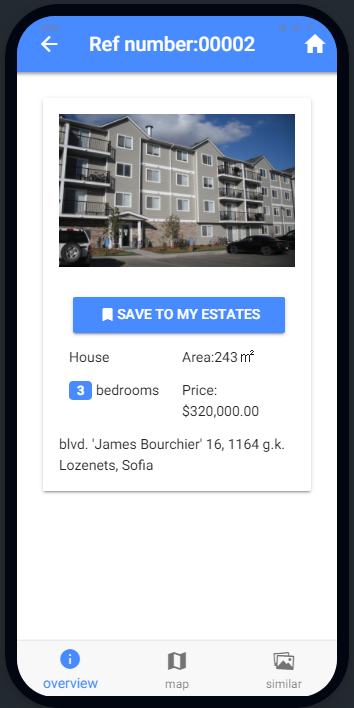 Ref number:00002
SAVE TO MY ESTATES
House
Area:243 ㎡
3 bedrooms
Price:
$320,000.00
blvd. 'James Bourchier' 16, 1164 g.k.
Lozenets, Sofia
overview
map
similar